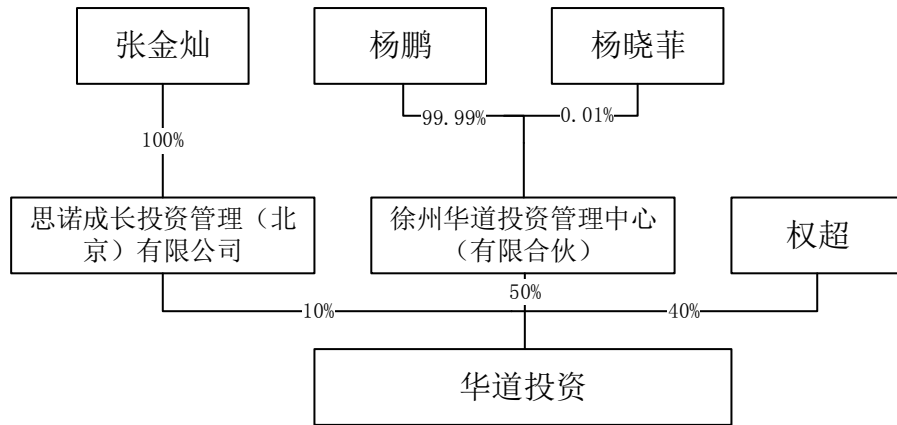 张金灿
杨鹏
杨晓菲
99.99%
0.01%
100%
思诺成长投资管理（北
京）有限公司
徐州华道投资管理中心
（有限合伙）
权超
50%
10%
40%
华道投资